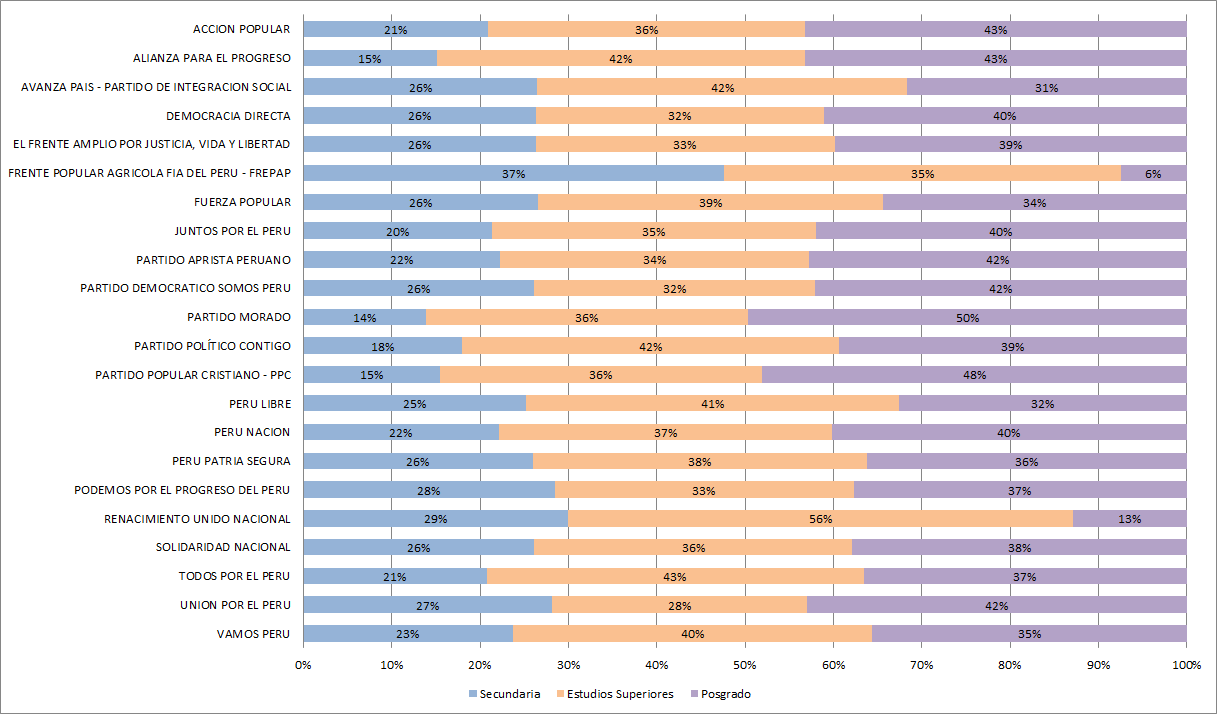 ACCION POPULAR 21% 36% 43%
ALIANZA PARA EL PROGRESO 15% 42% 43%
AVANZA PAIS - PARTIDO DE INTEGRACION SOCIAL 26% 42% 31%
DEMOCRACIA DIRECTA 26% 32% 40%
EL FRENTE AMPLIO POR JUSTICIA, VIDA Y LIBERTAD 26% 33% 39%
FRENTE POPULAR AGRICOLA FIA DEL PERU - FREPAP 37% 35% 6%
FUERZA POPULAR 26% 39% 34%
JUNTOS POR EL PERU 20% 35% 40%
PARTIDO APRISTA PERUANO 22% 34% 42%
PARTIDO DEMOCRATICO SOMOS PERU 26% 32% 42%
PARTIDO MORADO 14% 36% 50%
PARTIDO POLÍTICO CONTIGO 18% 42% 39%
PARTIDO POPULAR CRISTIANO - PPC 15% 36% 48%
PERU LIBRE 25% 41% 32%
PERU NACION 22% 37% 40%
PERU PATRIA SEGURA 26% 38% 36%
PODEMOS POR EL PROGRESO DEL PERU 28% 33% 37%
RENACIMIENTO UNIDO NACIONAL 29% 56% 13%
SOLIDARIDAD NACIONAL 26% 36% 38%
TODOS POR EL PERU 21% 43% 37%
UNION POR EL PERU 27% 28% 42%
VAMOS PERU 23% 40% 35%
0% 10% 20% 30% 40% 50% 60% 70% 80% 90% 100%
Secundaria Estudios Superiores Posgrado